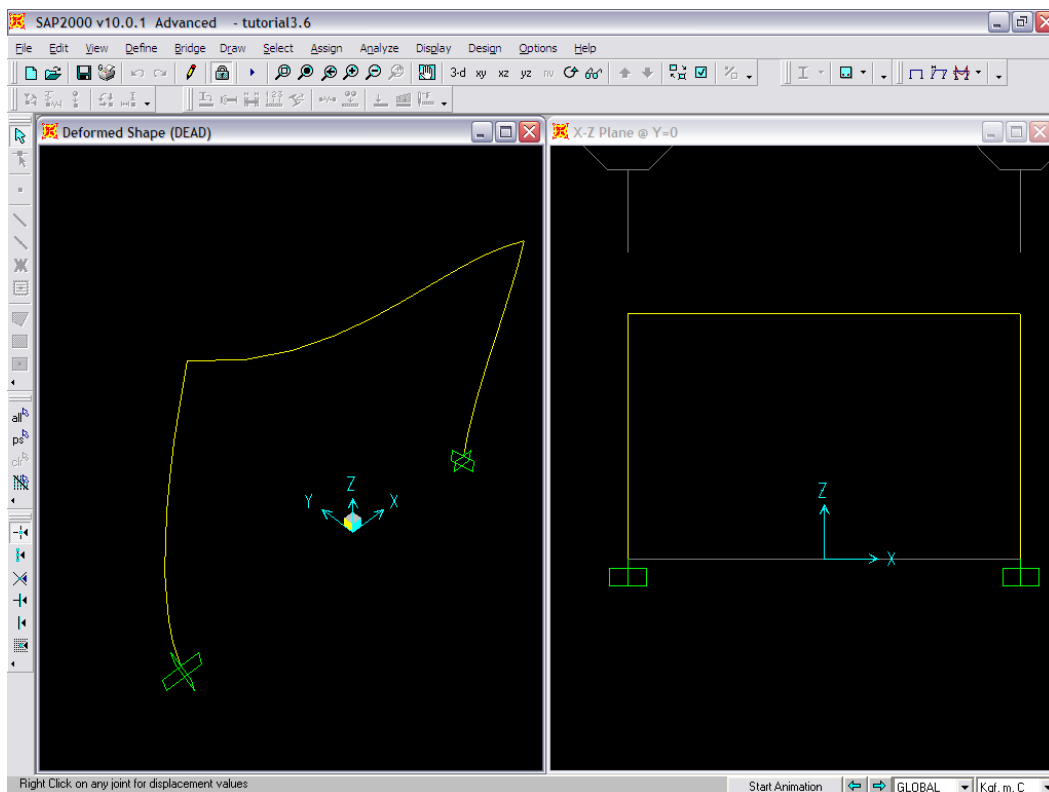 SAP2000 v10.0.1 Advanced - tutorial3.6
File Edit View Define Bridge Draw Select Assign Analyze Display Design Options Help
3-d xy xz yz nv
Deformed Shape (DEAD)
X-Z Plane @ Y=0
all
ps
clr
Z
Y
X
Z
X
Right Click on any joint for displacement values
Start Animation
GLOBAL
Kgf, m, C